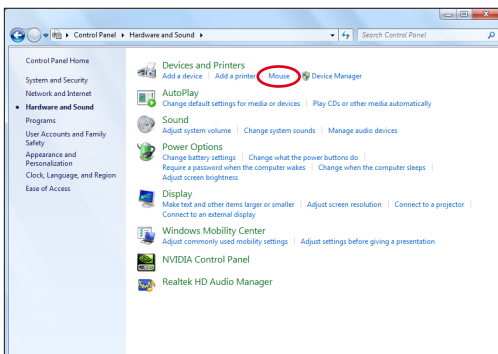 Control Panel ▸ Hardware and Sound ▸ Search Control Panel
Control Panel Home
System and Security
Network and Internet
• Hardware and Sound
Programs
User Accounts and Family
Safety
Appearance and
Personalization
Clock, Language, and Region
Ease of Access
Devices and Printers
Add a device | Add a printer | Mouse | Device Manager
AutoPlay
Change default settings for media or devices | Play CDs or other media automatically
Sound
Adjust system volume | Change system sounds | Manage audio devices
Power Options
Change battery settings | Change what the power buttons do |
Require a password when the computer wakes | Change when the computer sleeps |
Adjust screen brightness
Display
Make text and other items larger or smaller | Adjust screen resolution | Connect to a projector |
Connect to an external display
Windows Mobility Center
Adjust commonly used mobility settings | Adjust settings before giving a presentation
NVIDIA Control Panel
Realtek HD Audio Manager